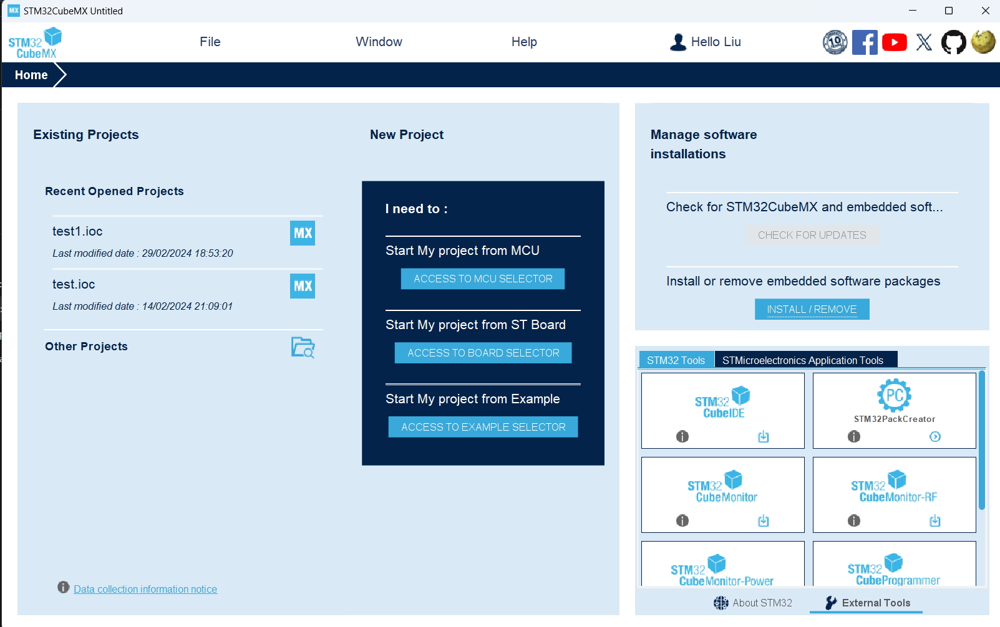 MX STM32CubeMX Untitled
STM32
CubeMX
File
Window
Help
Hello Liu
10
Home
Existing Projects
Recent Opened Projects
test1.ioc
MX
Last modified date : 29/02/2024 18:53:20
test.ioc
MX
Last modified date : 14/02/2024 21:09:01
Other Projects
Data collection information notice
New Project
I need to :
Start My project from MCU
ACCESS TO MCU SELECTOR
Start My project from ST Board
ACCESS TO BOARD SELECTOR
Start My project from Example
ACCESS TO EXAMPLE SELECTOR
Manage software
installations
Check for STM32CubeMX and embedded soft...
CHECK FOR UPDATES
Install or remove embedded software packages
INSTALL / REMOVE
STM32 Tools
STMicroelectronics Application Tools
STM32
CubeIDE
PC
STM32PackCreator
STM32
CubeMonitor
STM32
CubeMonitor-RF
STM32
CubeMonitor-Power
STM32
CubeProgrammer
About STM32
External Tools